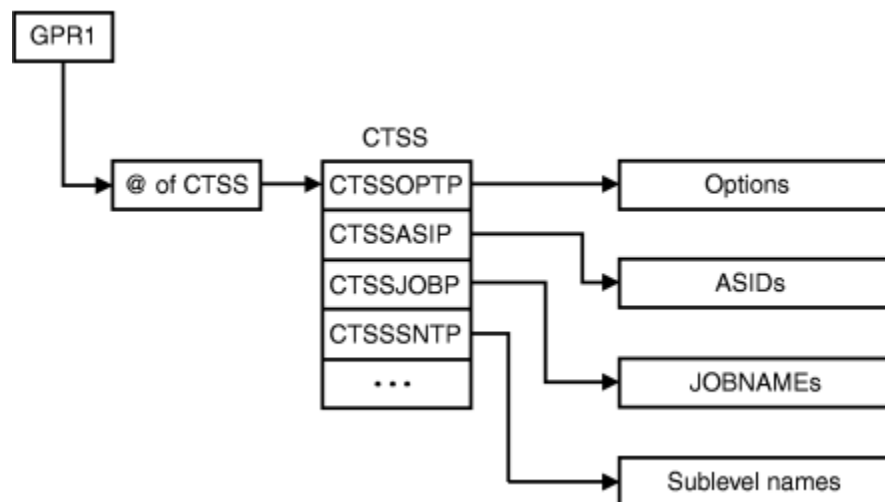 GPR1
CTSS
@ of CTSS
CTSSOPTP
Options
CTSSASIP
ASIDs
CTSSJOBP
CTSSSNTP
JOBNAMEs
...
Sublevel names